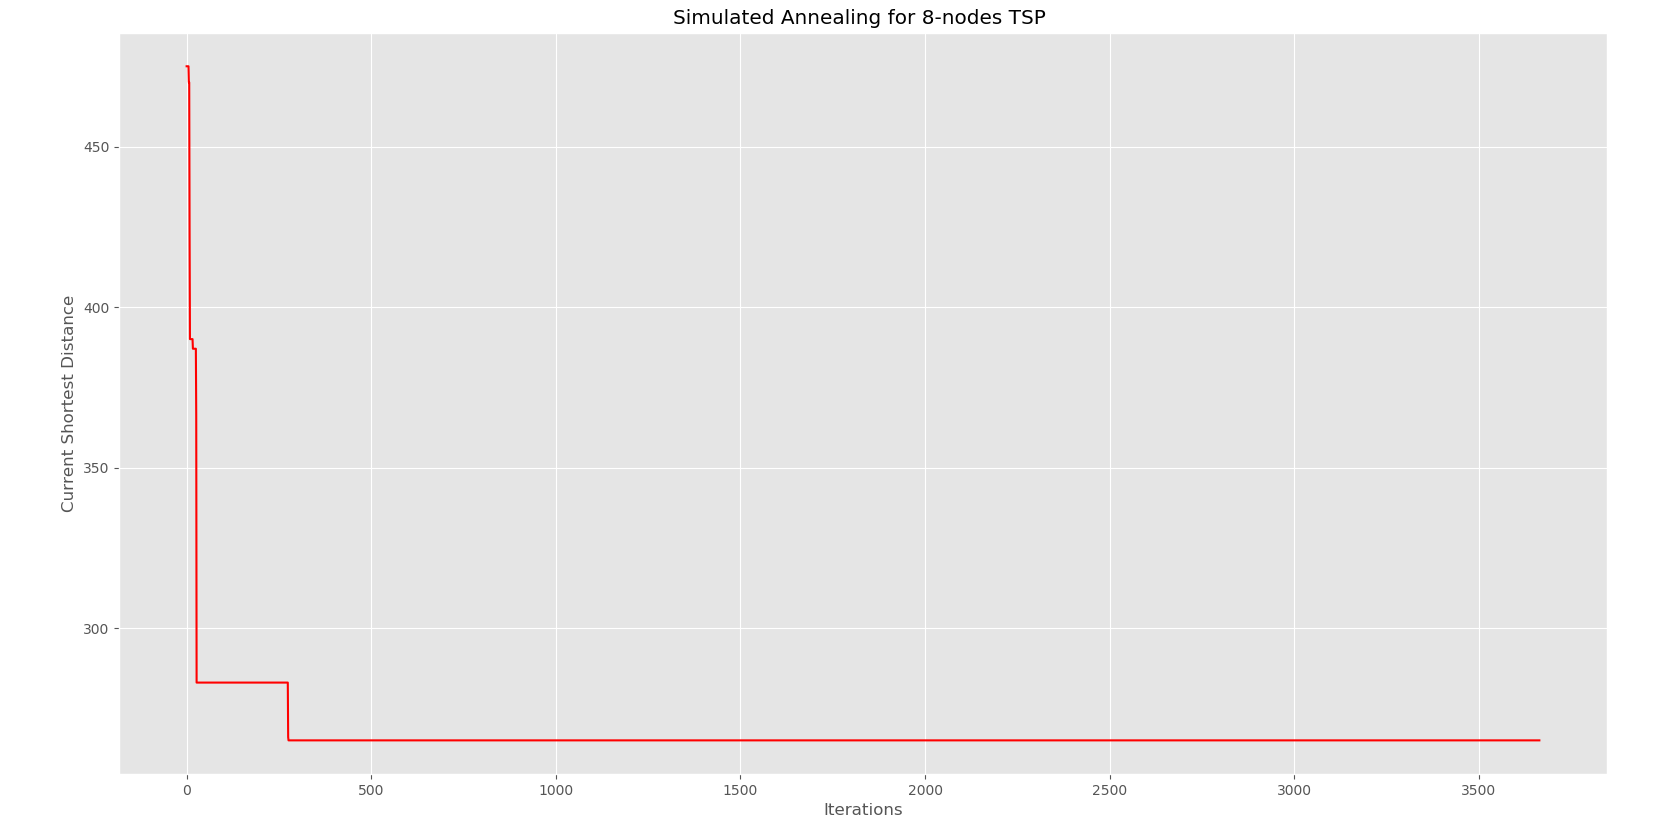 Simulated Annealing for 8-nodes TSP
450
400
350
300
Current Shortest Distance
0 500 1000 1500 2000 2500 3000 3500
Iterations